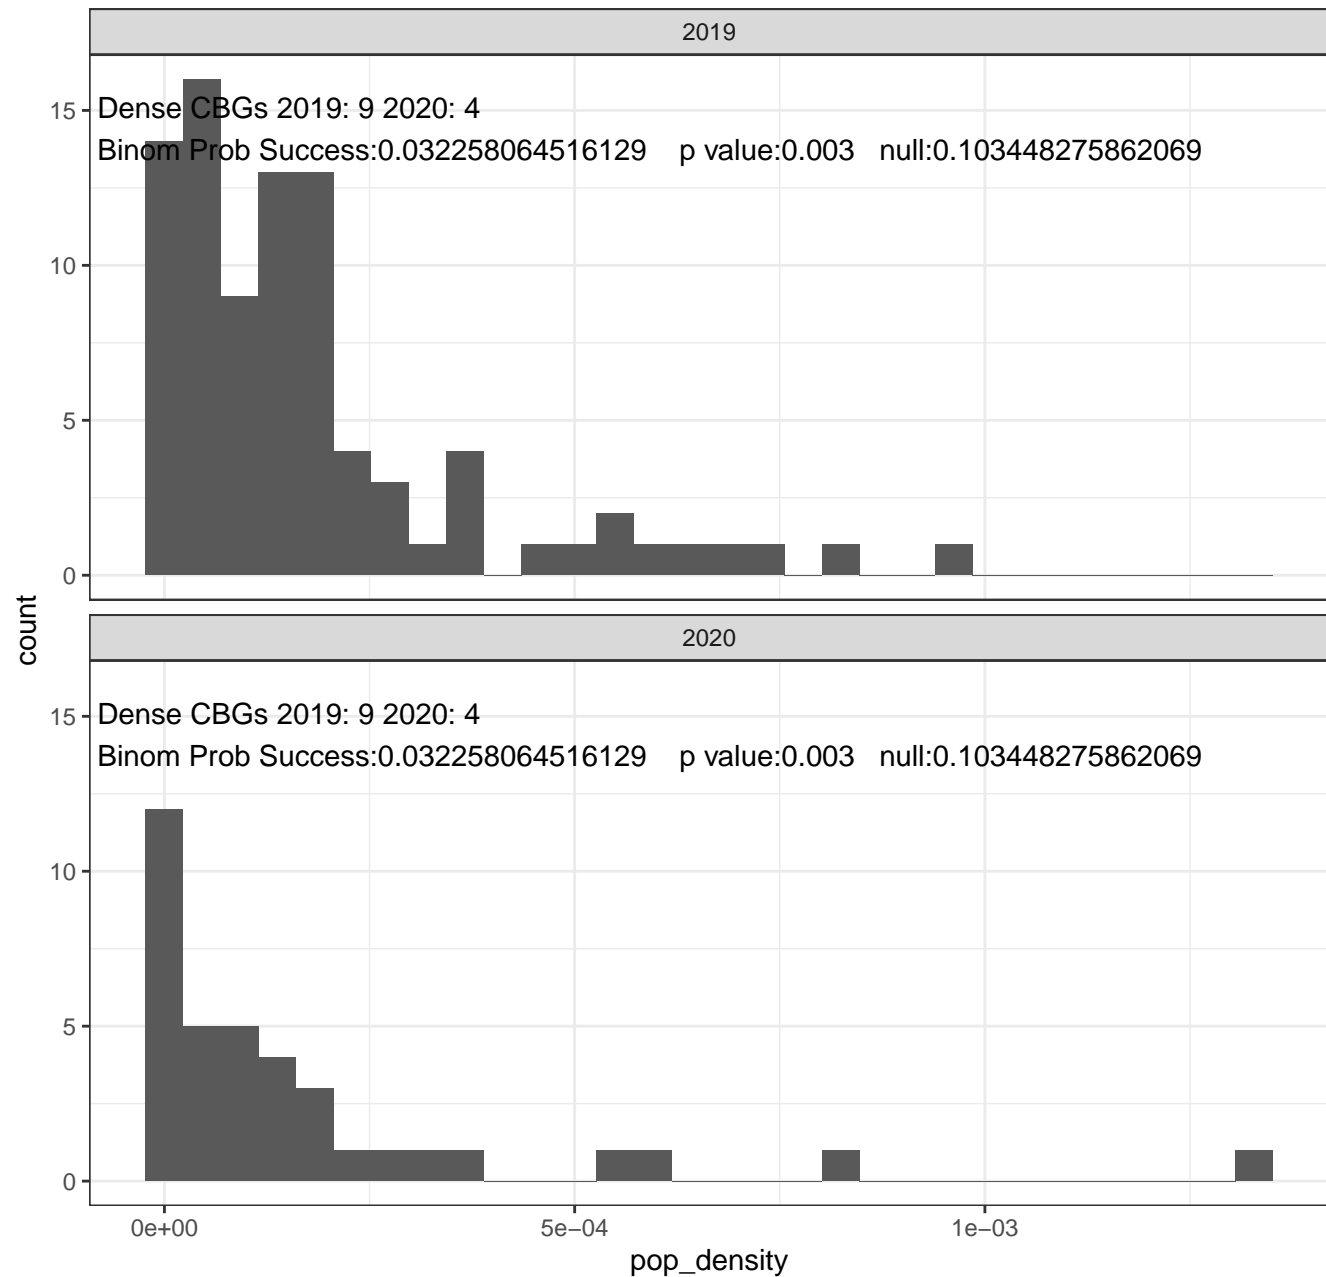 2019
15
Dense CBGs 2019: 9 2020: 4
Binom Prob Success:0.032258064516129 p value:0.003 null:0.103448275862069
10
5
0
count
2020
15
Dense CBGs 2019: 9 2020: 4
Binom Prob Success:0.032258064516129 p value:0.003 null:0.103448275862069
10
5
0
0e+00 5e−04 1e−03
pop_density